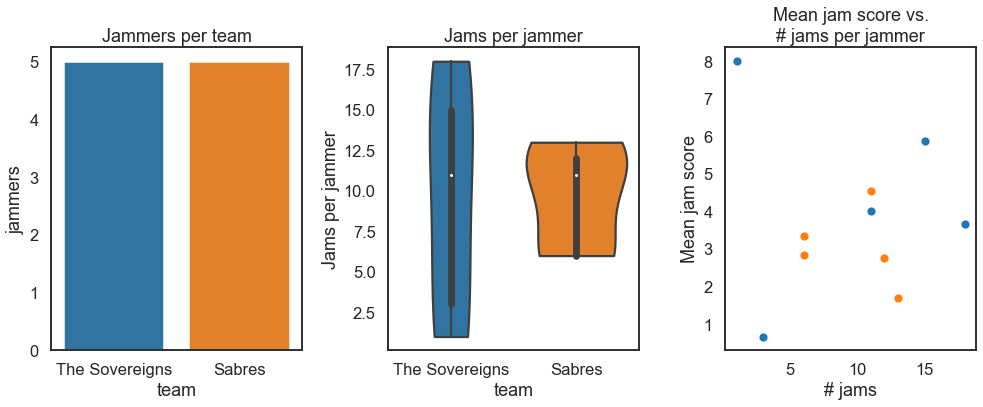 Jammers per team
jammers
5
4
3
2
1
0
The Sovereigns
Sabres
team
Jams per jammer
Jams per jammer
17.5
15.0
12.5
10.0
7.5
5.0
2.5
The Sovereigns
Sabres
team
Mean jam score vs.
# jams per jammer
Mean jam score
8
7
6
5
4
3
2
1
5
10
15
# jams